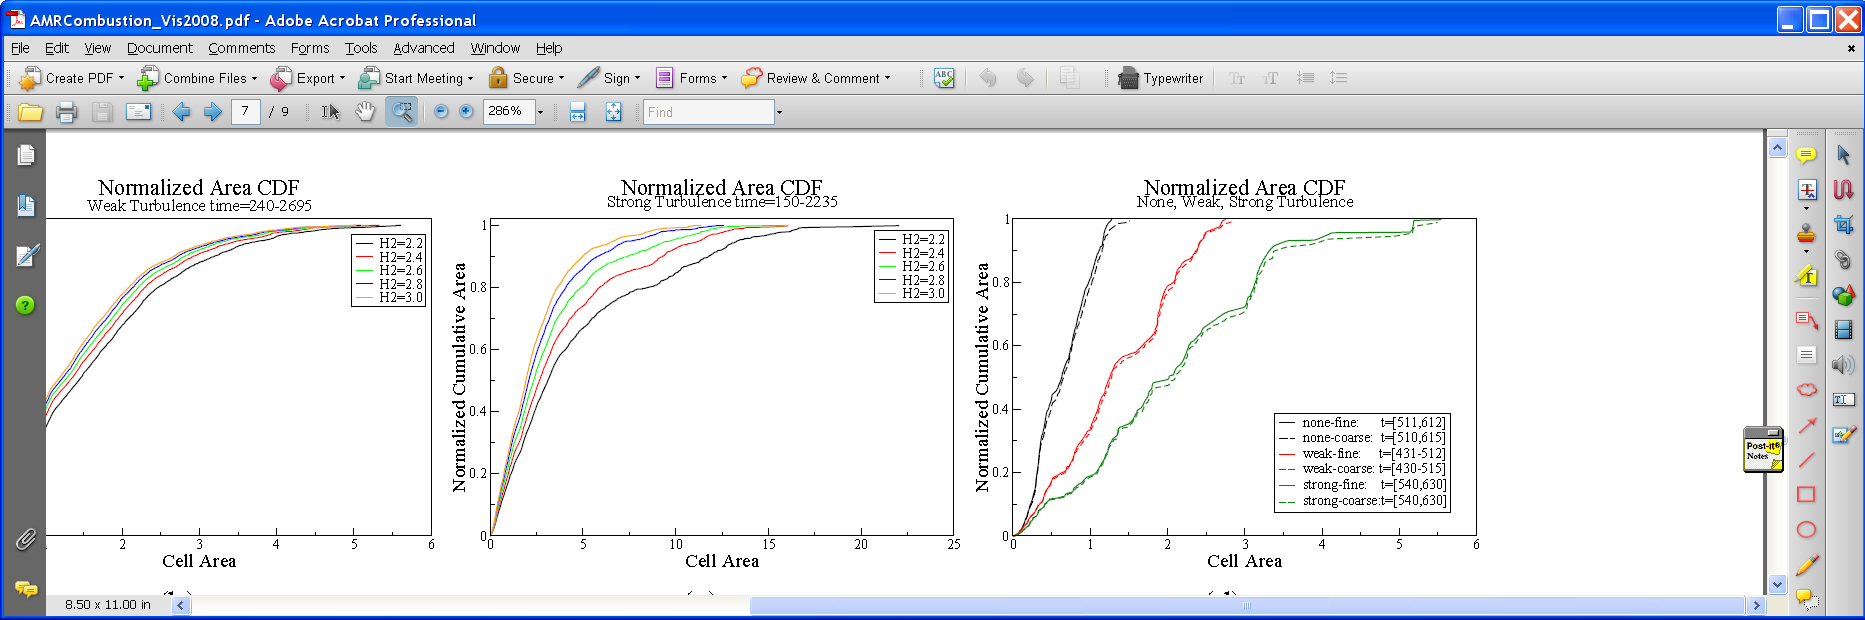 AMRCombustion_Vis2008.pdf - Adobe Acrobat Professional
File Edit View Document Comments Forms Tools Advanced Window Help
Create PDF Combine Files Export Start Meeting Secure Sign Forms Review & Comment ABC Typewriter
7 / 9 286% Find
Normalized Area CDF
Weak Turbulence time=240-2695
H2=2.2
H2=2.4
H2=2.6
H2=2.8
H2=3.0
2 3 4 5 6
Cell Area
Normalized Area CDF
Strong Turbulence time=150-2235
Normalized Cumulative Area
1
0.8
0.6
0.4
0.2
0
H2=2.2
H2=2.4
H2=2.6
H2=2.8
H2=3.0
0 5 10 15 20 25
Cell Area
Normalized Area CDF
None, Weak, Strong Turbulence
Normalized Cumulative Area
1
0.8
0.6
0.4
0.2
0
none-fine: t=[511,612]
none-coarse: t=[510,615]
weak-fine: t=[431-512]
weak-coarse: t=[430-515]
strong-fine: t=[540,630]
strong-coarse:t=[540,630]
0 1 2 3 4 5 6
Cell Area
Post-it®
Notes
8.50 x 11.00 in